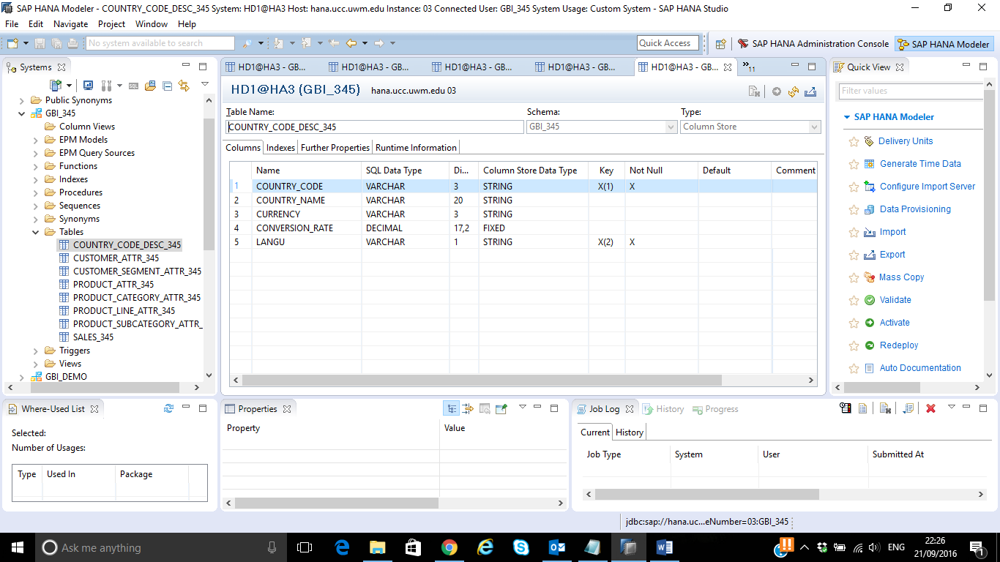 SAP HANA Modeler - COUNTRY_CODE_DESC_345 System: HD1@HA3 Host: hana.ucc.uwm.edu Instance: 03 Connected User: GBI_345 System Usage: Custom System - SAP HANA Studio
File Edit Navigate Project Window Help
No system available to search
Quick Access
SAP HANA Administration Console
SAP HANA Modeler
Systems
Public Synonyms
GBI_345
Column Views
EPM Models
EPM Query Sources
Functions
Indexes
Procedures
Sequences
Synonyms
Tables
COUNTRY_CODE_DESC_345
CUSTOMER_ATTR_345
CUSTOMER_SEGMENT_ATTR_345
PRODUCT_ATTR_345
PRODUCT_CATEGORY_ATTR_345
PRODUCT_LINE_ATTR_345
PRODUCT_SUBCATEGORY_ATTR_
SALES_345
Triggers
Views
GBI_DEMO
HD1@HA3 - GB... HD1@HA3 - GB... HD1@HA3 - GB... HD1@HA3 - GB... HD1@HA3 - GB... »11
HD1@HA3 (GBI_345) hana.ucc.uwm.edu 03
Table Name: Schema: Type:
COUNTRY_CODE_DESC_345 GBI_345 Column Store
Columns Indexes Further Properties Runtime Information
Name SQL Data Type Di... Column Store Data Type Key Not Null Default Comment
1 COUNTRY_CODE VARCHAR 3 STRING X(1) X
2 COUNTRY_NAME VARCHAR 20 STRING
3 CURRENCY VARCHAR 3 STRING
4 CONVERSION_RATE DECIMAL 17,2 FIXED
5 LANGU VARCHAR 1 STRING X(2) X
Quick View
Filter values
SAP HANA Modeler
Delivery Units
Generate Time Data
Configure Import Server
Data Provisioning
Import
Export
Mass Copy
Validate
Activate
Redeploy
Auto Documentation
Where-Used List
Selected:
Number of Usages:
Type Used In Package
Properties
Property Value
Job Log History Progress
Current History
Job Type System User Submitted At
jdbc:sap://hana.uc...eNumber=03:GBI_345
Ask me anything
ENG
22:26
21/09/2016
1